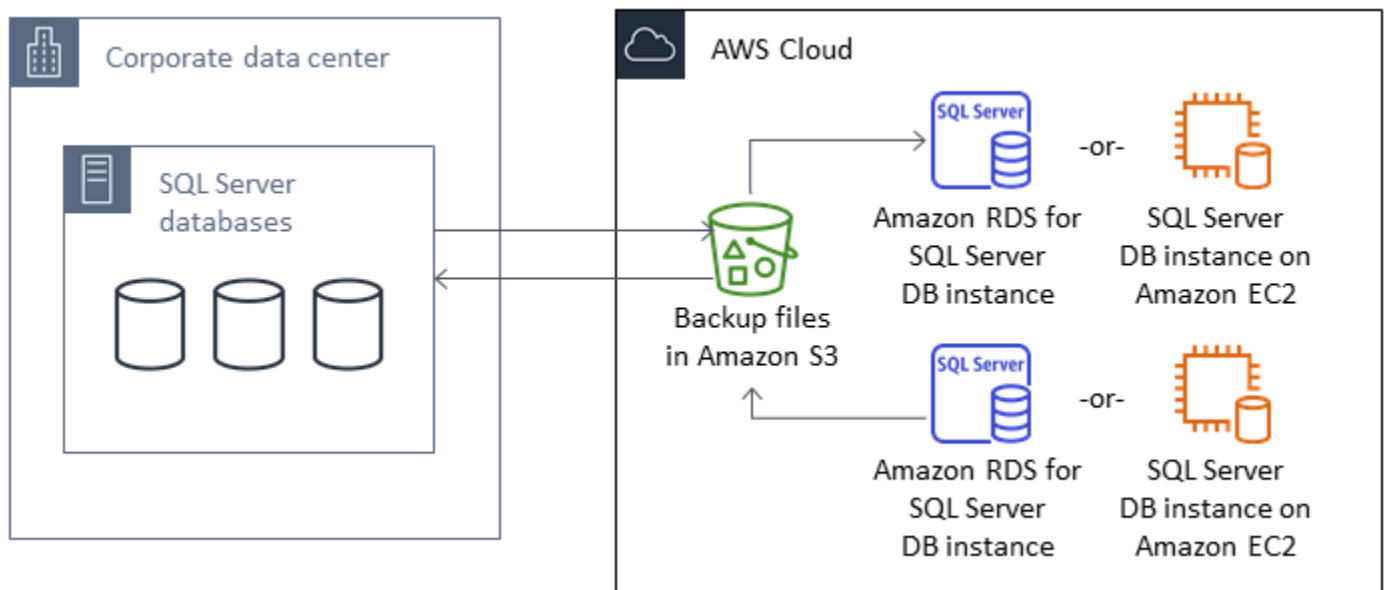 Corporate data center
SQL Server
databases
AWS Cloud
SQL Server
-or-
Amazon RDS for
SQL Server
DB instance
SQL Server
DB instance on
Amazon EC2
Backup files
in Amazon S3
SQL Server
-or-
Amazon RDS for
SQL Server
DB instance
SQL Server
DB instance on
Amazon EC2